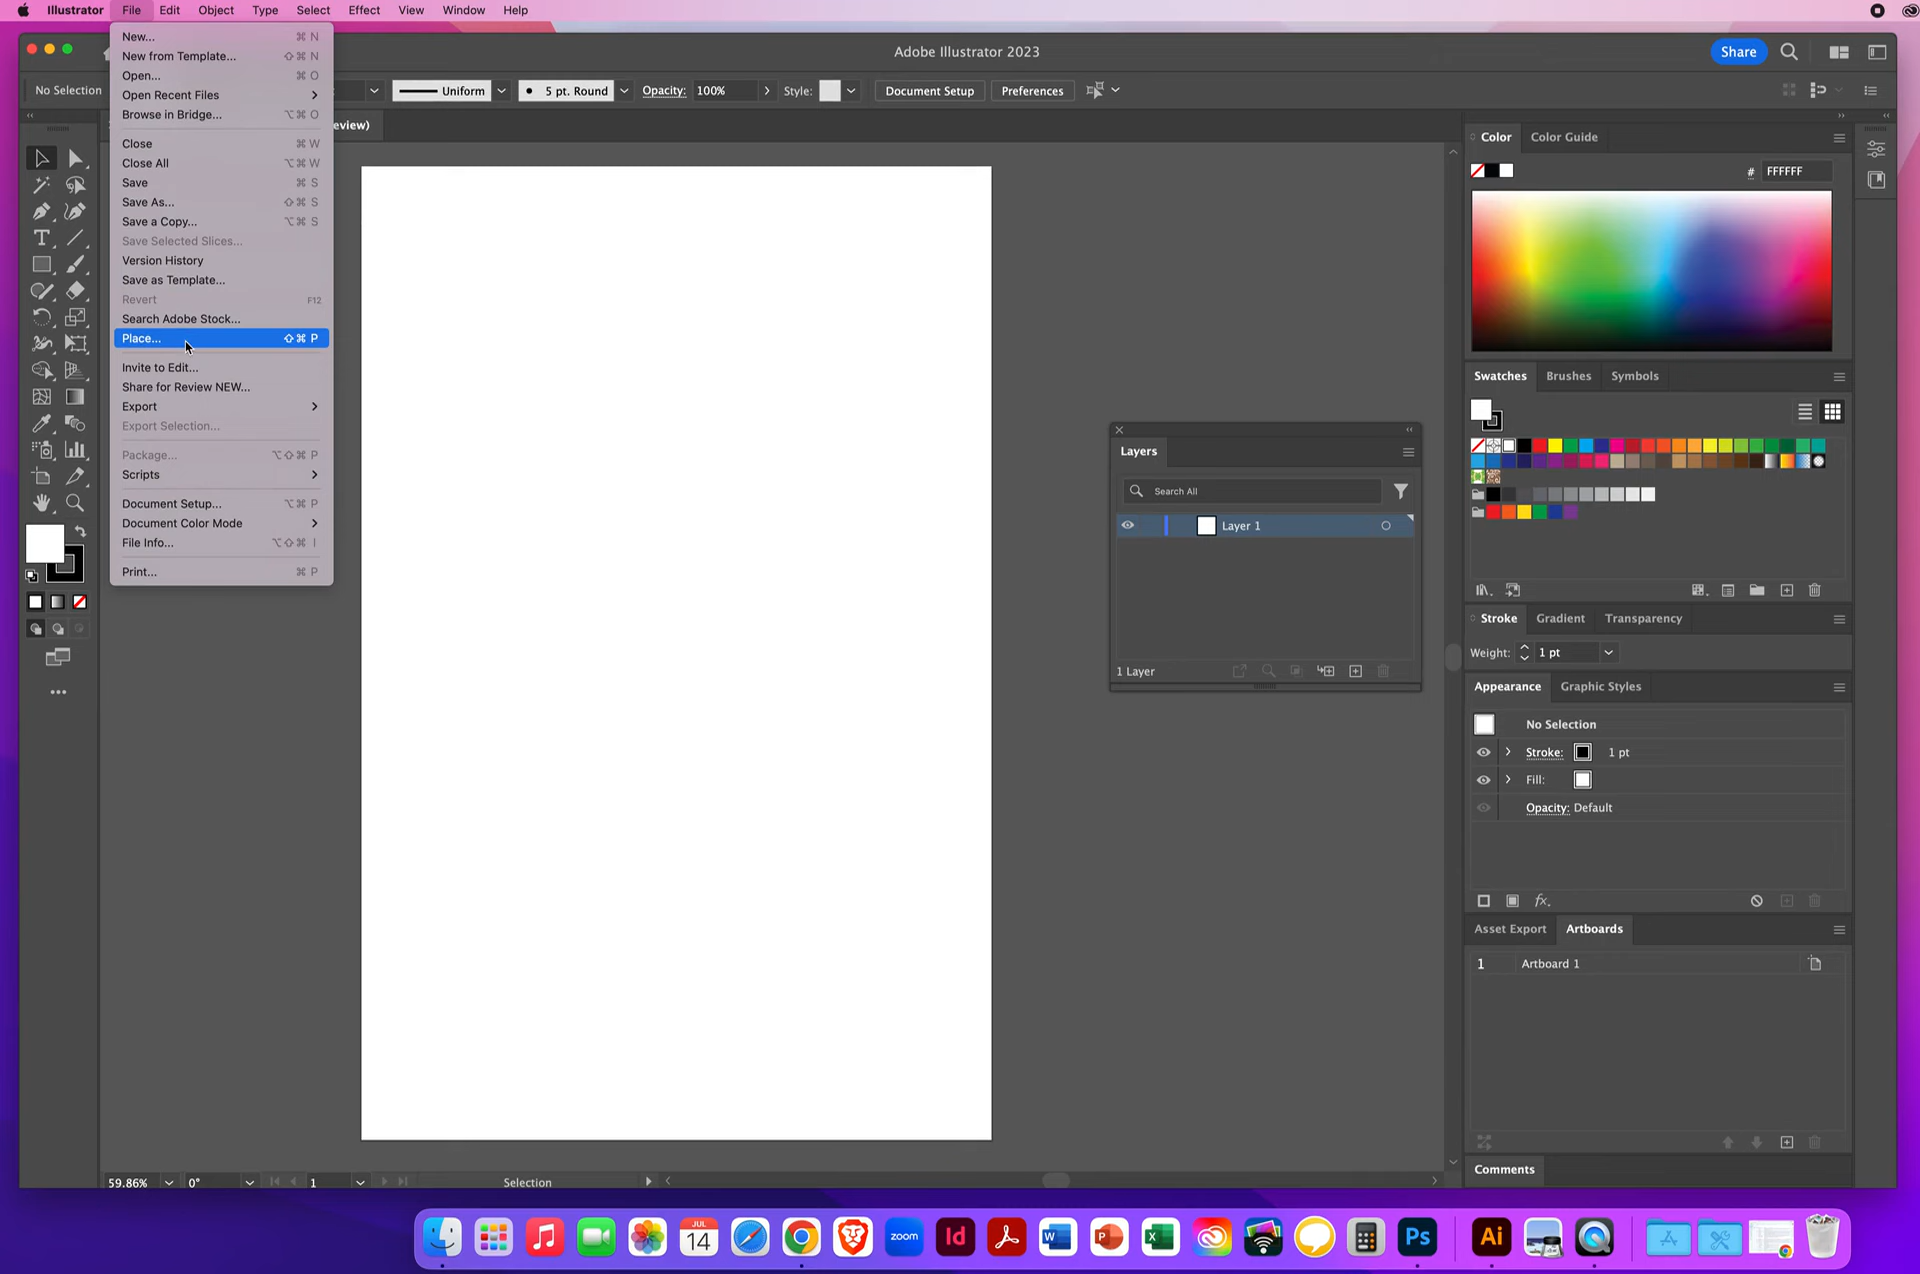 Illustrator File Edit Object Type Select Effect View Window Help
Adobe Illustrator 2023
Share
No Selection
Uniform
5 pt. Round
Opacity: 100%
Style:
Document Setup
Preferences
eview)
New... ⌘ N
New from Template... ⇧⌘ N
Open... ⌘ O
Open Recent Files
Browse in Bridge... ⌥⌘ O
Close ⌘ W
Close All ⌥⌘ W
Save ⌘ S
Save As... ⇧⌘ S
Save a Copy... ⌥⌘ S
Save Selected Slices...
Version History
Save as Template...
Revert F12
Search Adobe Stock...
Place... ⇧⌘ P
Invite to Edit...
Share for Review NEW...
Export
Export Selection...
Package... ⌥⇧⌘ P
Scripts
Document Setup... ⌥⌘ P
Document Color Mode
File Info... ⌥⇧⌘ I
Print... ⌘ P
Layers
Search All
Layer 1
1 Layer
Color Color Guide
# FFFFFF
Swatches Brushes Symbols
Stroke Gradient Transparency
Weight: 1 pt
Appearance Graphic Styles
No Selection
Stroke: 1 pt
Fill:
Opacity: Default
fx.
Asset Export Artboards
1 Artboard 1
Comments
59.86% 0° 1 Selection
JUL
14
zoom
Id
W
P
X
Ps
Ai